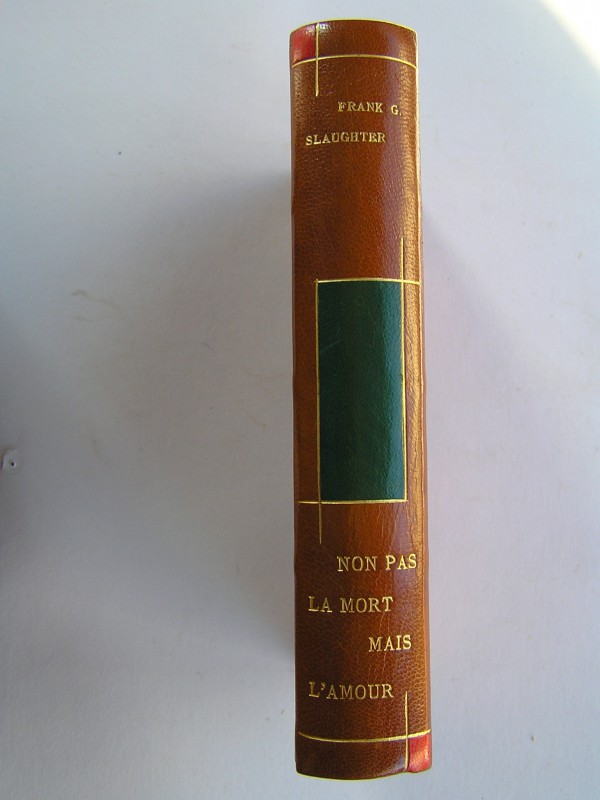 FRANK G.
SLAUGHTER
NON PAS
LA MORT
MAIS
L'AMOUR